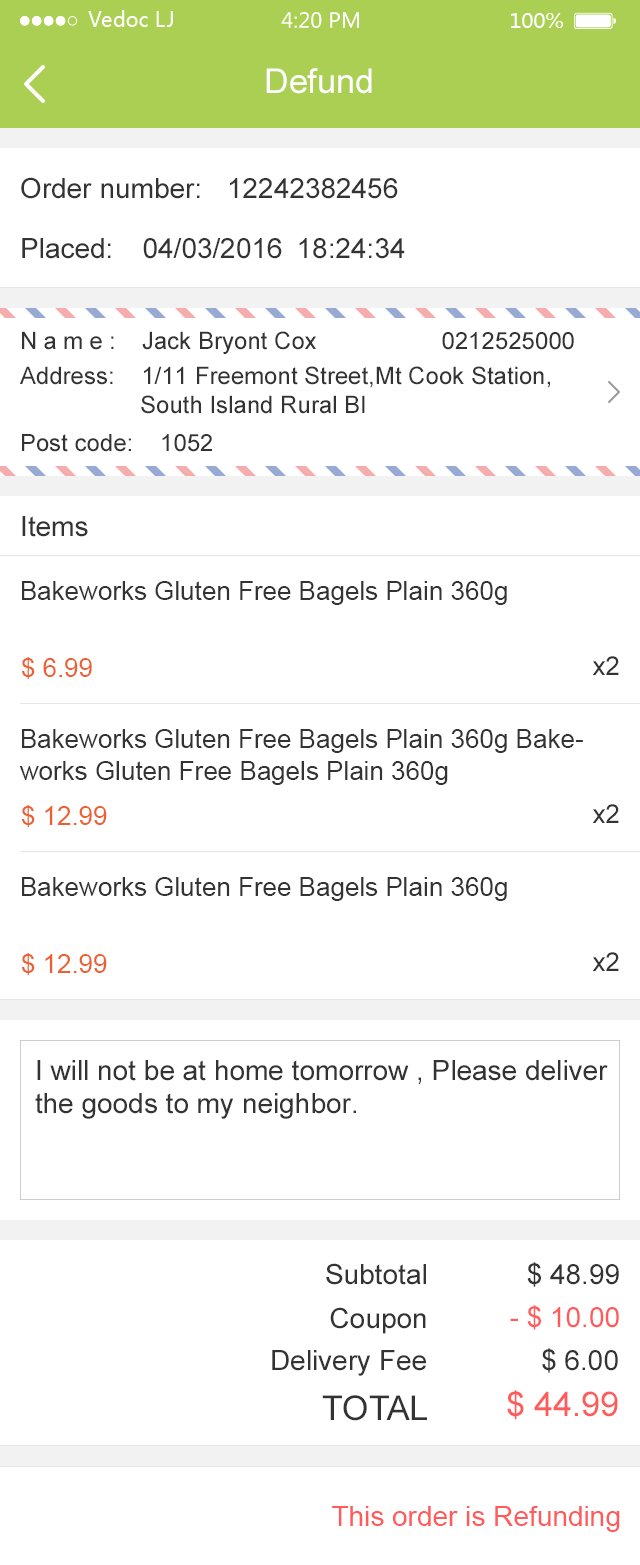 Vedoc LJ 4:20 PM 100%
Defund
Order number: 12242382456
Placed: 04/03/2016 18:24:34
Name: Jack Bryont Cox 0212525000
Address: 1/11 Freemont Street,Mt Cook Station,
South Island Rural Bl
Post code: 1052
Items
Bakeworks Gluten Free Bagels Plain 360g
$ 6.99 x2
Bakeworks Gluten Free Bagels Plain 360g Bake-
works Gluten Free Bagels Plain 360g
$ 12.99 x2
Bakeworks Gluten Free Bagels Plain 360g
$ 12.99 x2
I will not be at home tomorrow , Please deliver
the goods to my neighbor.
Subtotal $ 48.99
Coupon - $ 10.00
Delivery Fee $ 6.00
TOTAL $ 44.99
This order is Refunding